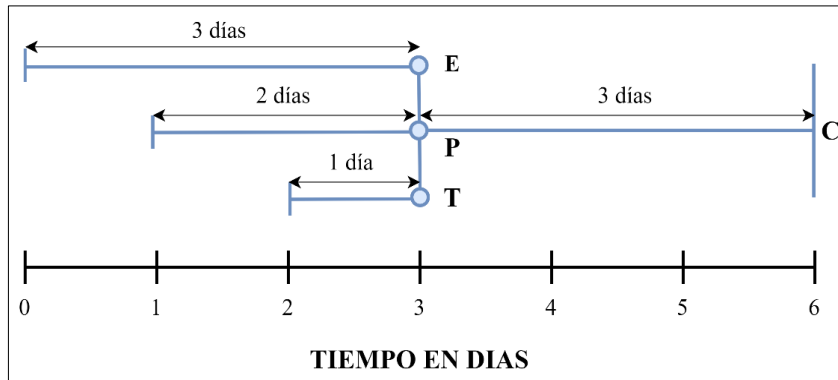 3 días
E
2 días
3 días
C
P
1 día
T
0 1 2 3 4 5 6
TIEMPO EN DIAS